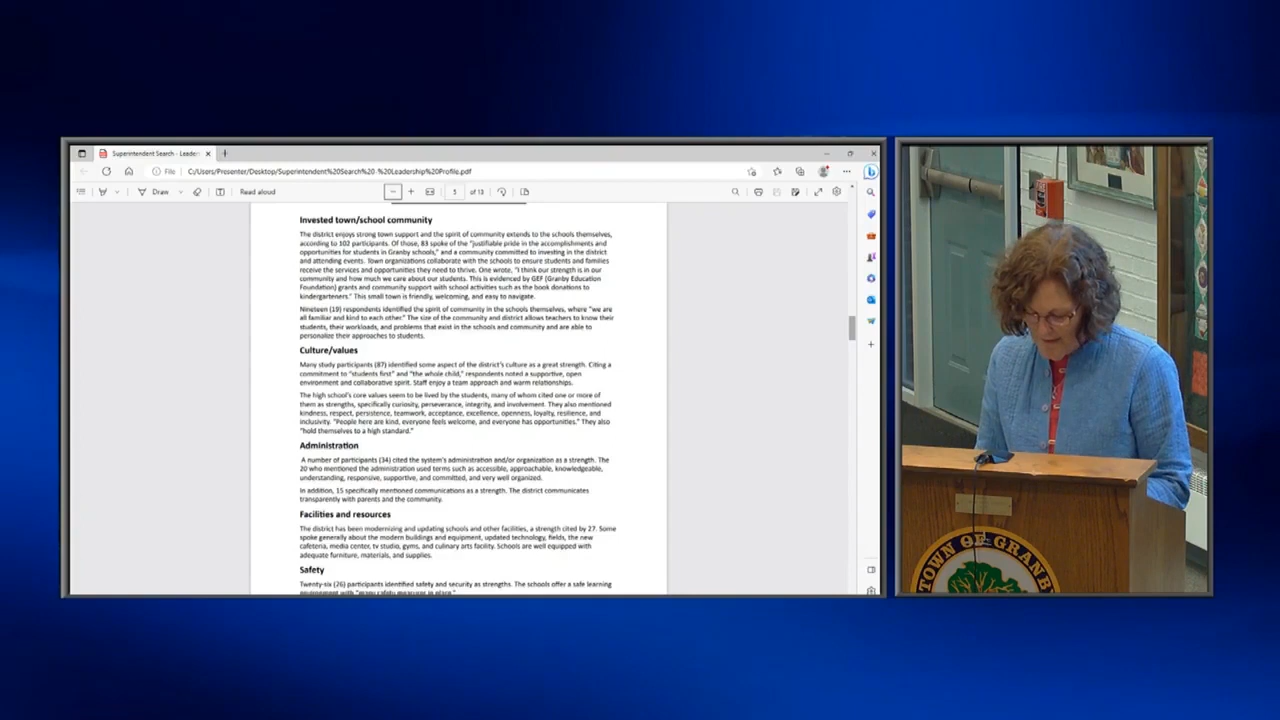 Superintendent Search - Leader
File
C:/Users/Presenter/Desktop/Superintendent%20Search%20-%20Leadership%20Profile.pdf
Draw
Read aloud
5
of 13
Invested town/school community
The district enjoys strong town support and the spirit of community extends to the schools themselves,
according to 102 participants. Of those, 83 spoke of the "justifiable pride in the accomplishments and
opportunities for students in Granby schools," and a community committed to investing in the district
and attending events. Town organizations collaborate with the schools to ensure students and families
receive the services and opportunities they need to thrive. One wrote, "I think our strength is in our
community and how much we care about our students. This is evidenced by GEF [Granby Education
Foundation] grants and community support with school activities such as the book donations to
kindergarteners." This small town is friendly, welcoming, and easy to navigate.
Nineteen (19) respondents identified the spirit of community in the schools themselves, where "we are
all familiar and kind to each other." The size of the community and district allows teachers to know their
students, their workloads, and problems that exist in the schools and community and are able to
personalize their approaches to students.
Culture/values
Many study participants (87) identified some aspect of the district's culture as a great strength. Citing a
commitment to "students first" and "the whole child," respondents noted a supportive, open
environment and collaborative spirit. Staff enjoy a team approach and warm relationships.
The high school's core values seem to be lived by the students, many of whom cited one or more of
them as strengths, specifically curiosity, perseverance, integrity, and involvement. They also mentioned
kindness, respect, persistence, teamwork, acceptance, excellence, openness, loyalty, resilience, and
inclusivity. "People here are kind, everyone feels welcome, and everyone has opportunities." They also
"hold themselves to a high standard."
Administration
A number of participants (34) cited the system's administration and/or organization as a strength. The
20 who mentioned the administration used terms such as accessible, approachable, knowledgeable,
understanding, responsive, supportive, and committed, and very well organized.
In addition, 15 specifically mentioned communications as a strength. The district communicates
transparently with parents and the community.
Facilities and resources
The district has been modernizing and updating schools and other facilities, a strength cited by 27. Some
spoke generally about the modern buildings and equipment, updated technology, fields, the new
cafeteria, media center, tv studio, gyms, and culinary arts facility. Schools are well equipped with
adequate furniture, materials, and supplies.
Safety
Twenty-six (26) participants identified safety and security as strengths. The schools offer a safe learning
environment with "many safety measures in place."
TOWN OF GRANB